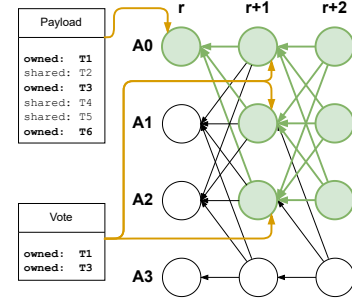 r r+1 r+2
Payload
owned: T1
shared: T2
owned: T3
shared: T4
shared: T5
owned: T6
A0
A1
A2
A3
Vote
owned: T1
owned: T3